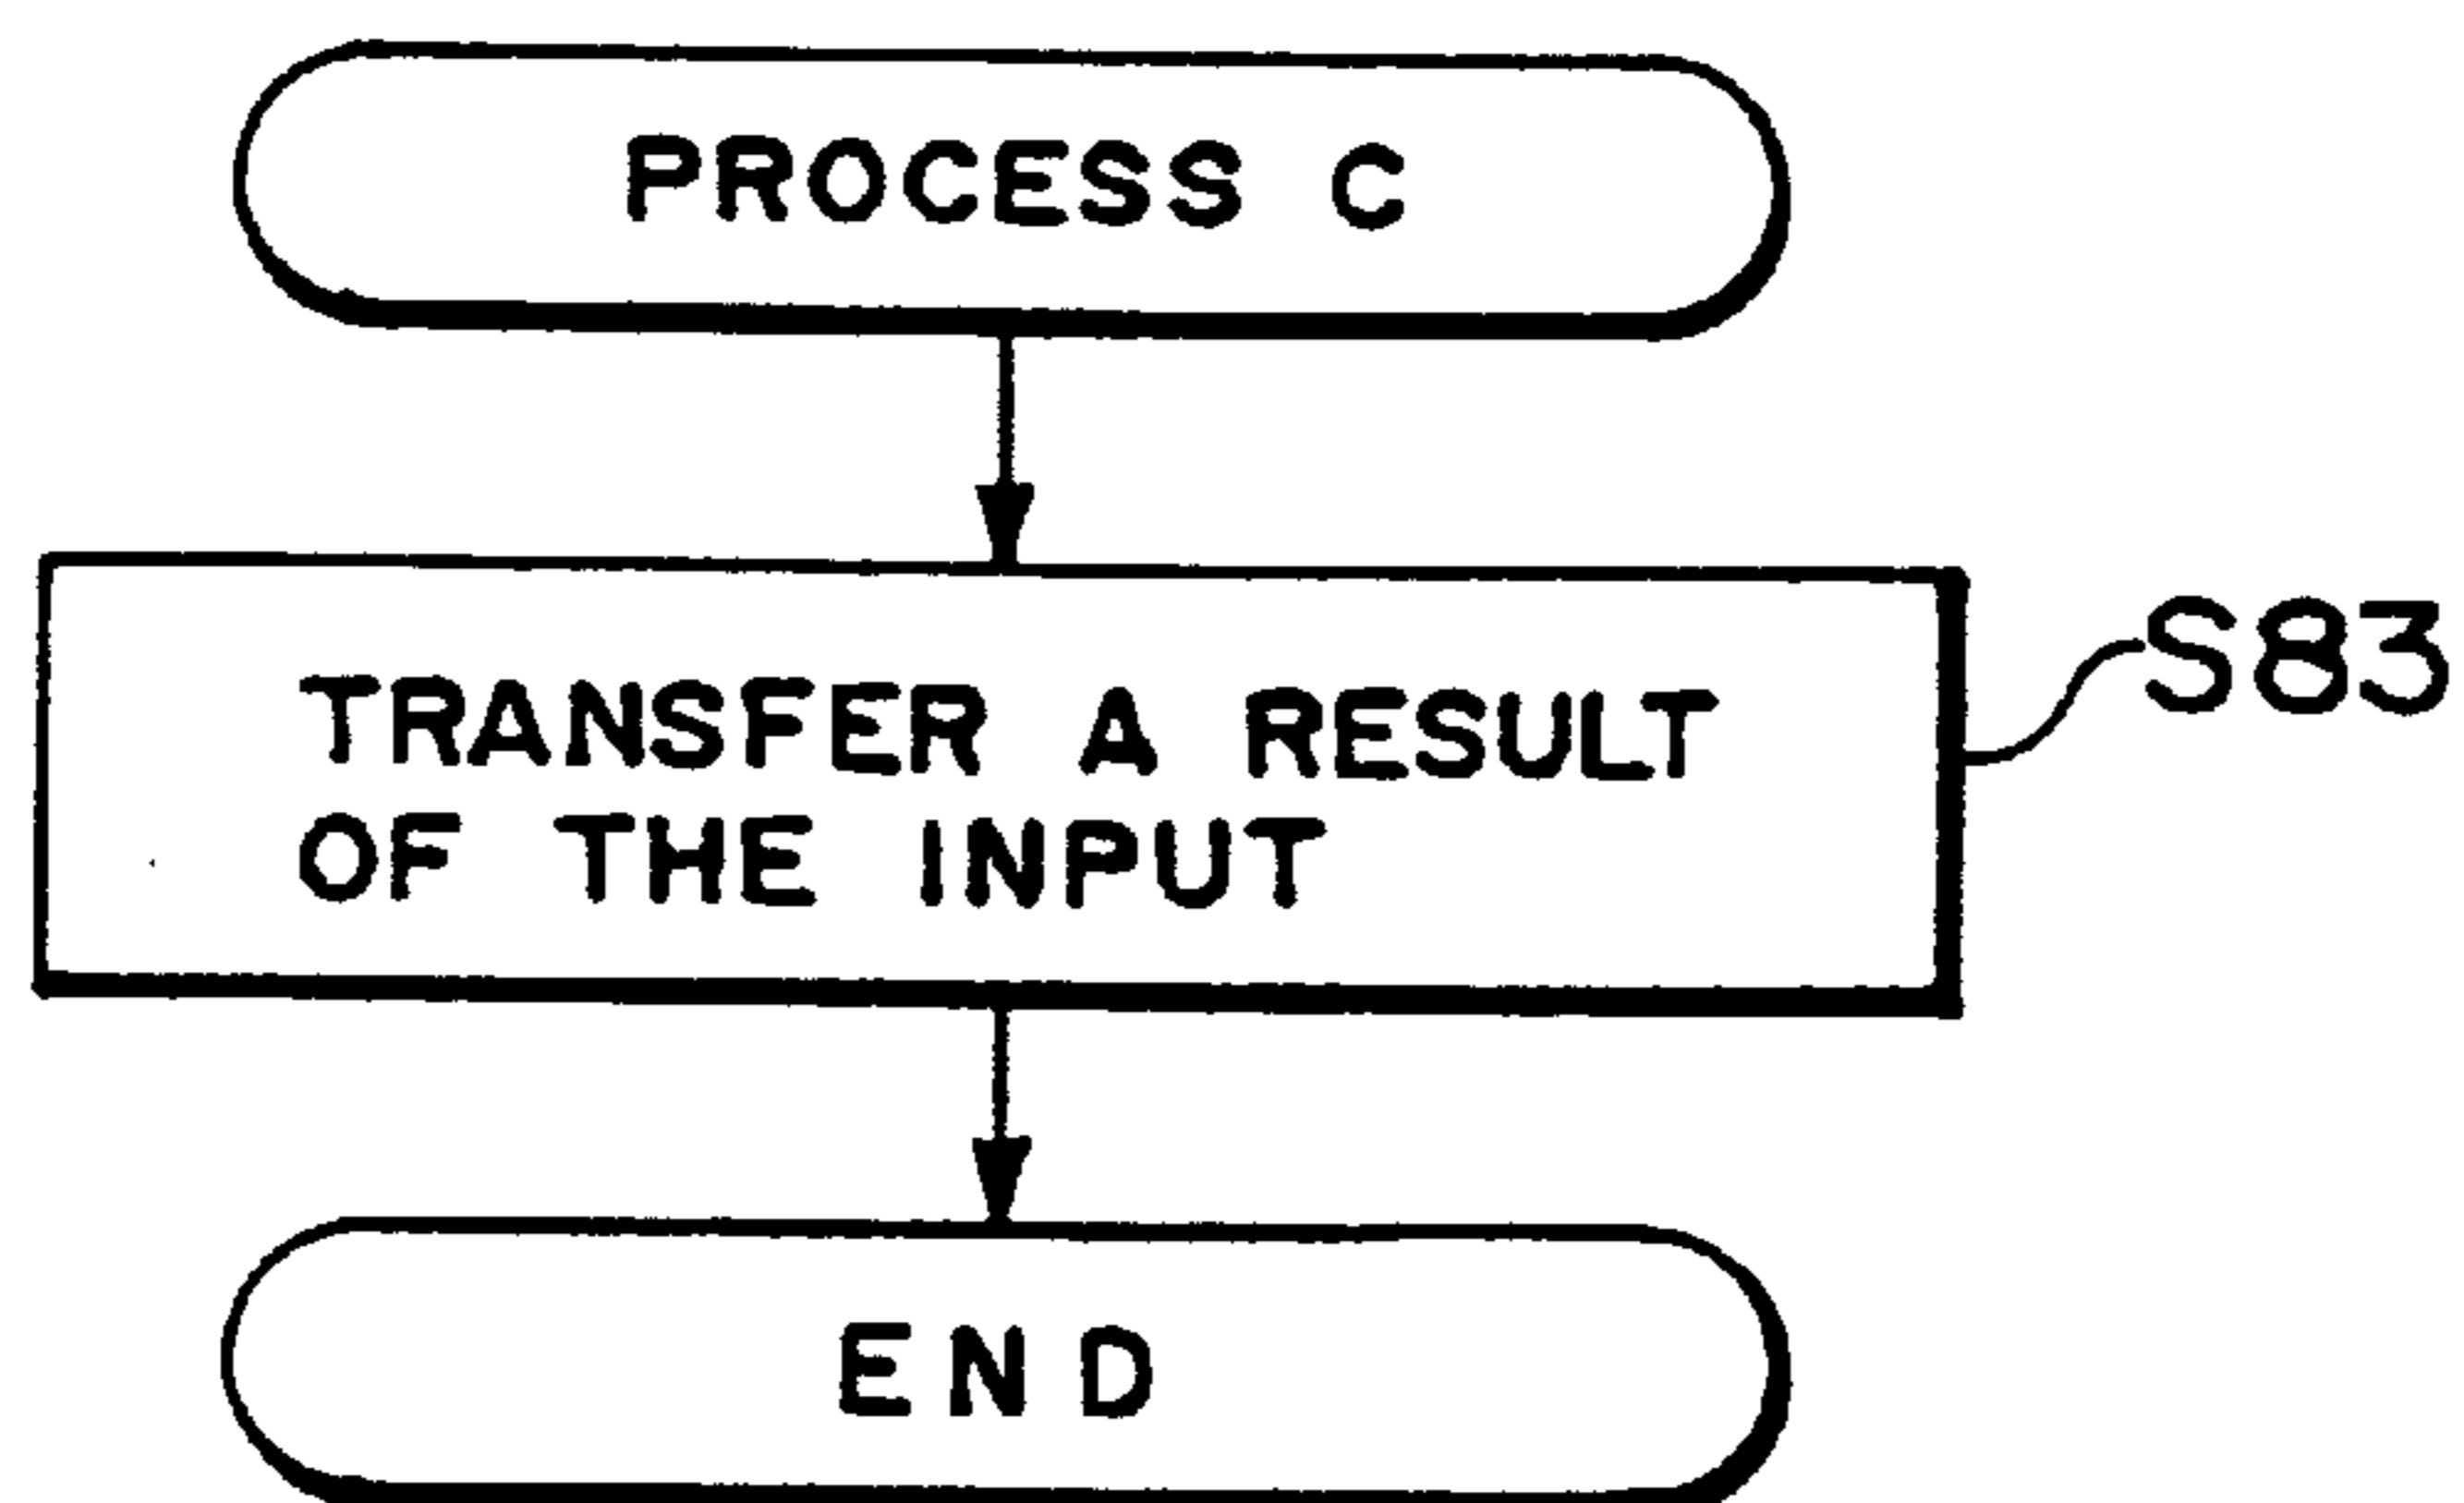 PROCESS C
S83
TRANSFER A RESULT
OF THE INPUT
END